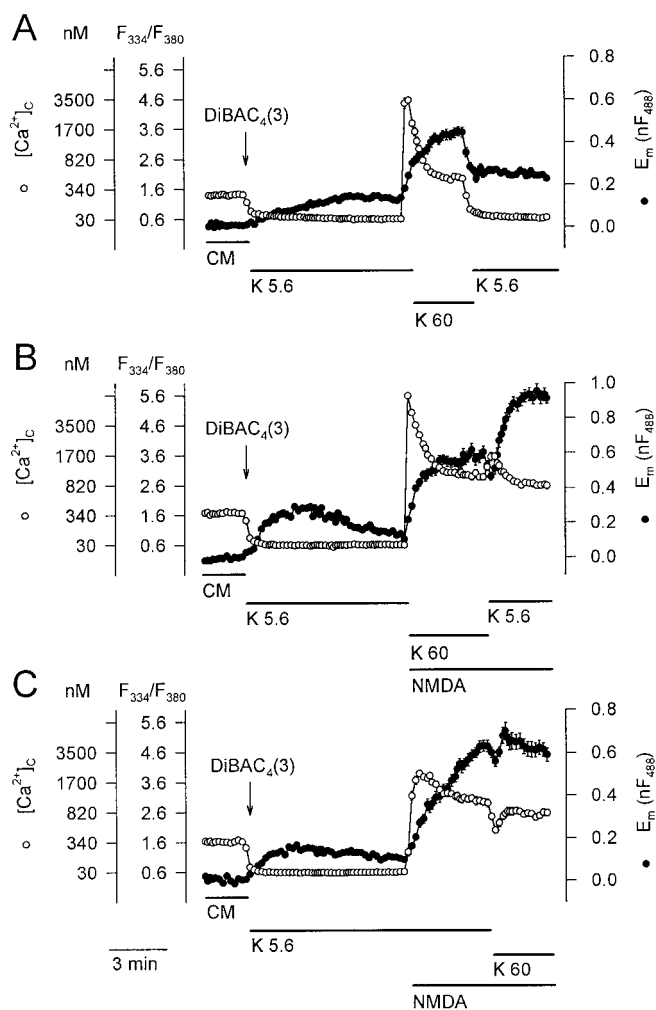 A
nM F334/F380
[Ca2+]C
3500
1700
820
340
30
5.6
4.6
3.6
2.6
1.6
0.6
DiBAC4(3)
0.8
0.6
0.4
0.2
0.0
Em (nF488)
CM
K 5.6
K 5.6
K 60
B
nM F334/F380
[Ca2+]C
3500
1700
820
340
30
5.6
4.6
3.6
2.6
1.6
0.6
DiBAC4(3)
1.0
0.8
0.6
0.4
0.2
0.0
Em (nF488)
CM
K 5.6
K 5.6
K 60
NMDA
C
nM F334/F380
[Ca2+]C
3500
1700
820
340
30
5.6
4.6
3.6
2.6
1.6
0.6
DiBAC4(3)
0.8
0.6
0.4
0.2
0.0
Em (nF488)
CM
K 5.6
3 min
K 60
NMDA